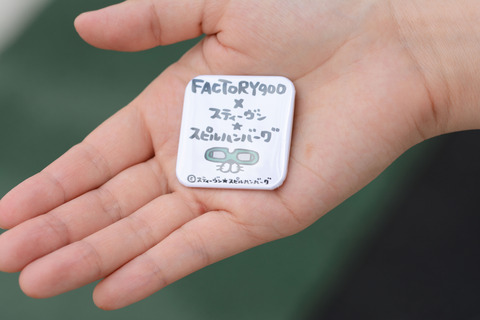 FACTORY900
×
スティーヴン
★
スピルハンバーグ
©スティーヴン★スピルハンバーグ